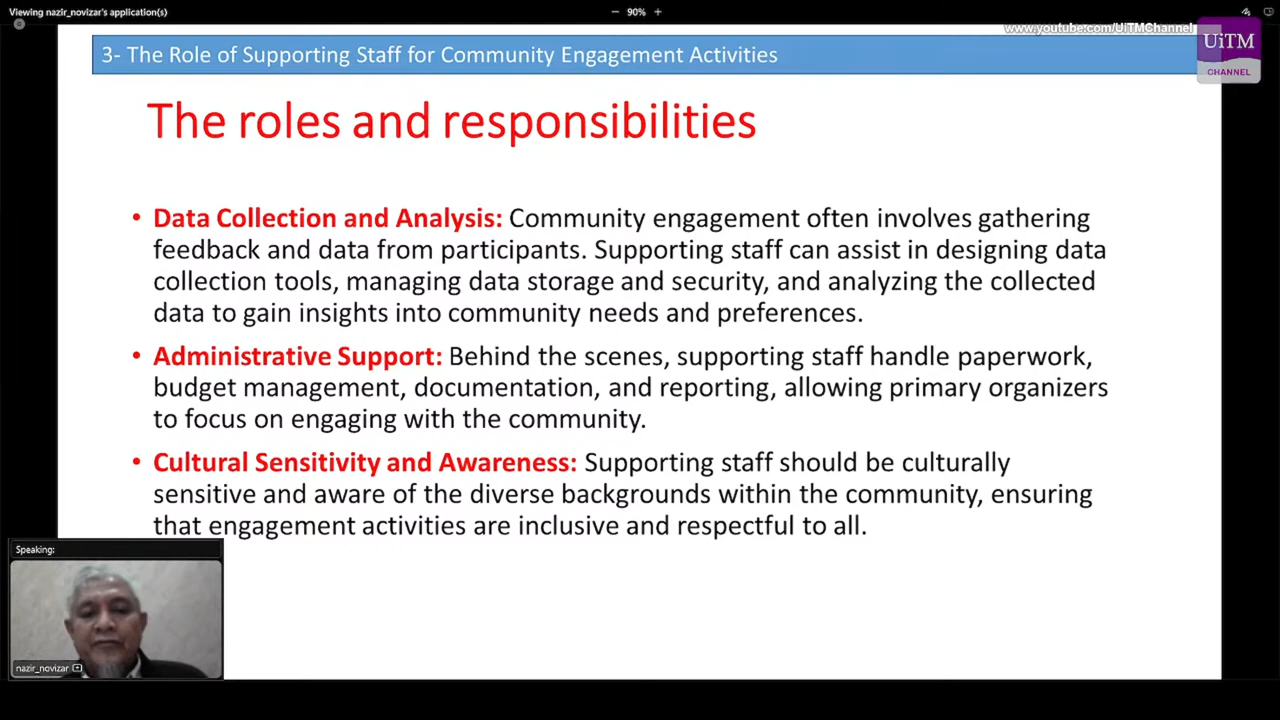 Viewing nazir_novizar's application(s)
90%
www.youtube.com/UiTMChannel
UiTM
CHANNEL
3- The Role of Supporting Staff for Community Engagement Activities
The roles and responsibilities
• Data Collection and Analysis: Community engagement often involves gathering
feedback and data from participants. Supporting staff can assist in designing data
collection tools, managing data storage and security, and analyzing the collected
data to gain insights into community needs and preferences.
• Administrative Support: Behind the scenes, supporting staff handle paperwork,
budget management, documentation, and reporting, allowing primary organizers
to focus on engaging with the community.
• Cultural Sensitivity and Awareness: Supporting staff should be culturally
sensitive and aware of the diverse backgrounds within the community, ensuring
that engagement activities are inclusive and respectful to all.
Speaking:
nazir_novizar